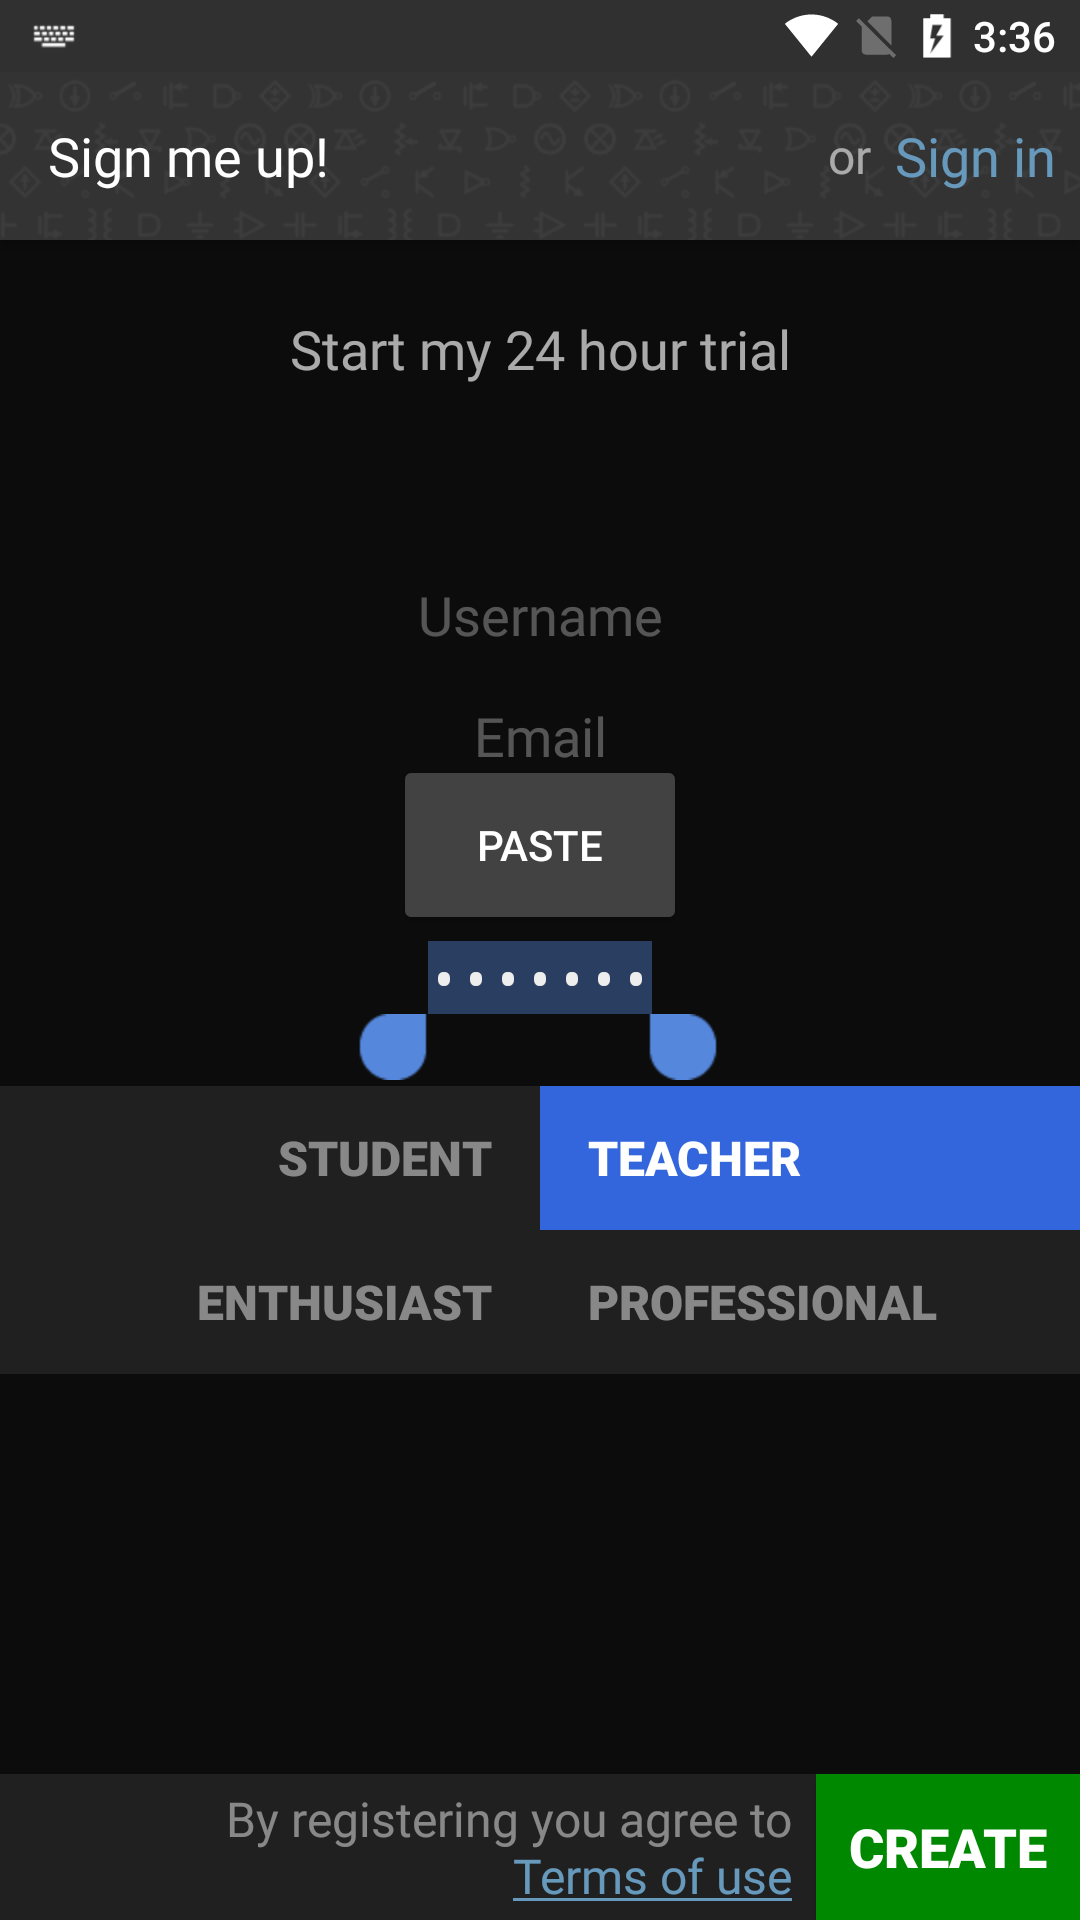 3:36
Sign me up! or Sign in
Start my 24 hour trial
Username
Email
PASTE
•••••••
STUDENT TEACHER
ENTHUSIAST PROFESSIONAL
By registering you agree to
Terms of use
CREATE